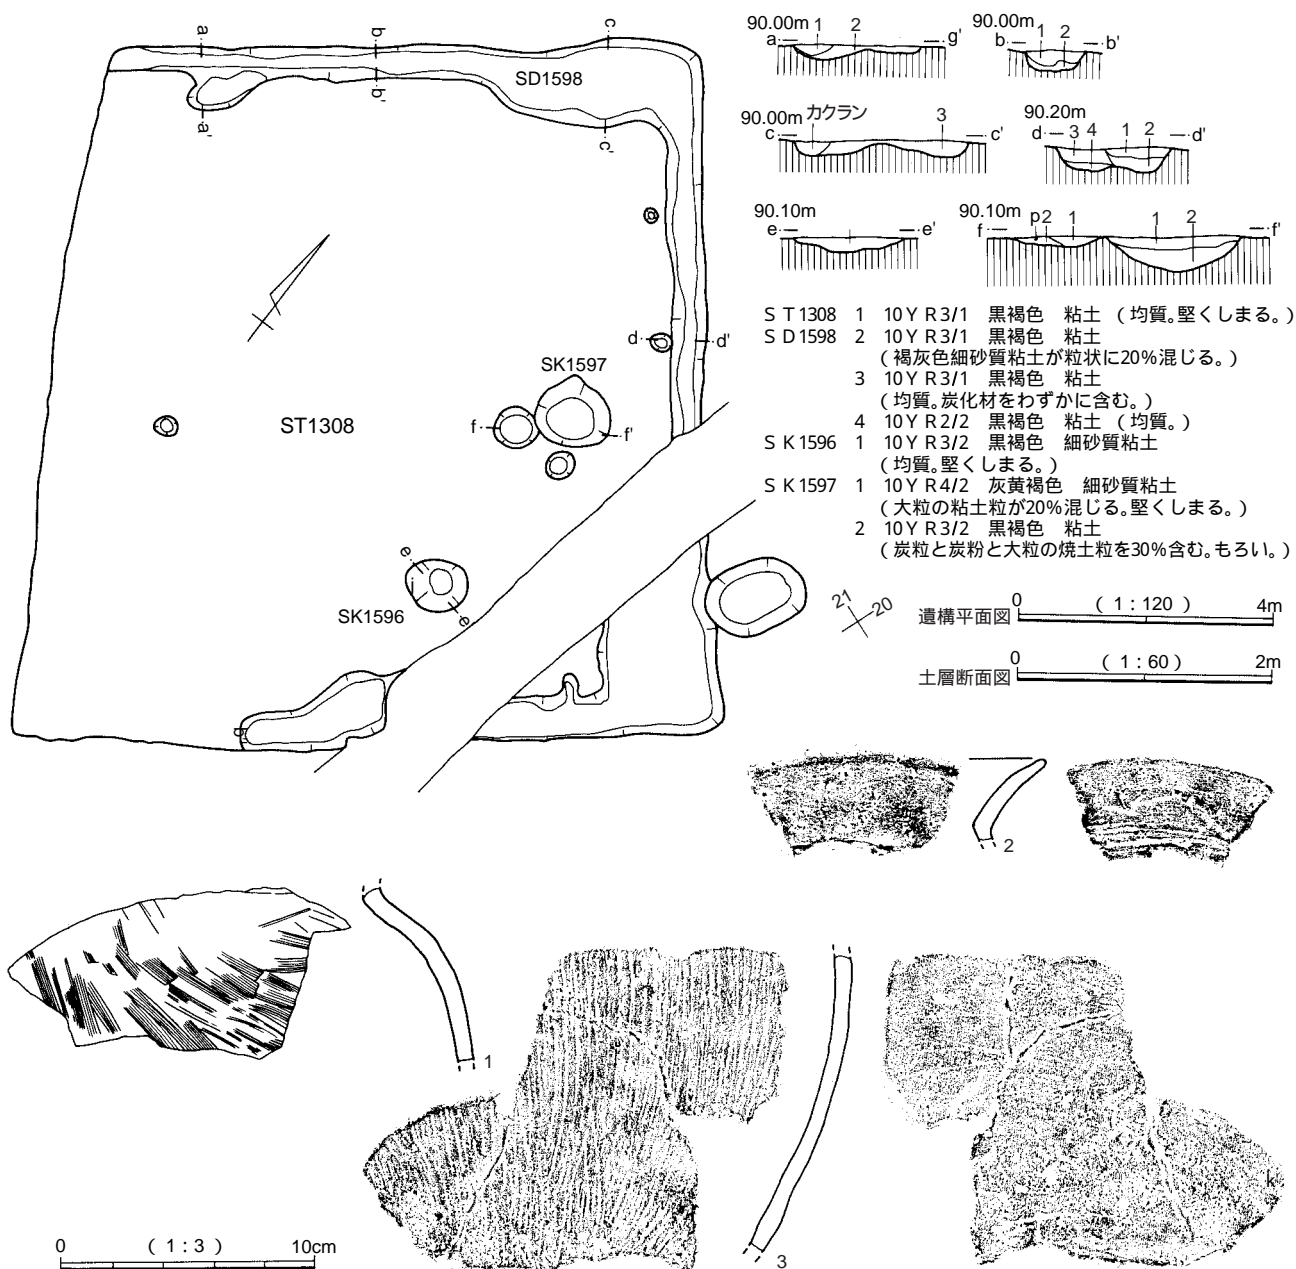 a
b
c
SD1598
a'
b'
c'
d
d'
SK1597
f
f'
ST1308
e
e'
SK1596
90.00m 1 2
a g'
90.00m
1 2
b b'
90.00m カクラン 3
c c'
90.20m
d 3 4 1 2 d'
90.10m
e e'
90.10m p2 1 1 2
f f'
ST1308 1 10YR3/1 黒褐色 粘土 (均質。堅くしまる。)
SD1598 2 10YR3/1 黒褐色 粘土
(褐灰色細砂質粘土が粒状に20%混じる。)
3 10YR3/1 黒褐色 粘土
(均質。炭化材をわずかに含む。)
4 10YR2/2 黒褐色 粘土 (均質。)
SK1596 1 10YR3/2 黒褐色 細砂質粘土
(均質。堅くしまる。)
SK1597 1 10YR4/2 灰黄褐色 細砂質粘土
(大粒の粘土粒が20%混じる。堅くしまる。)
2 10YR3/2 黒褐色 粘土
(炭粒と炭粉と大粒の焼土粒を30%含む。もろい。)
21
20
遺構平面図 0 (1:120) 4m
土層断面図 0 (1:60) 2m
2
1
3
k
0 (1:3) 10cm